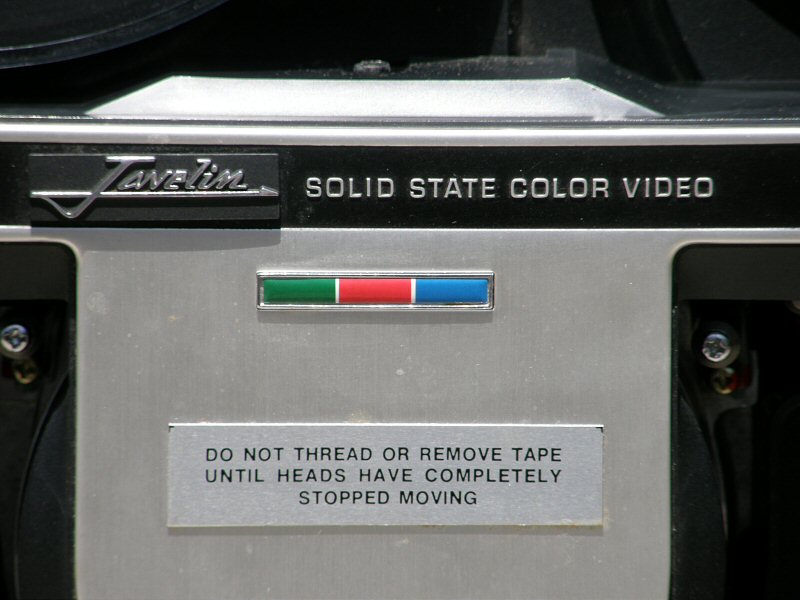 Javelin SOLID STATE COLOR VIDEO
DO NOT THREAD OR REMOVE TAPE
UNTIL HEADS HAVE COMPLETELY
STOPPED MOVING